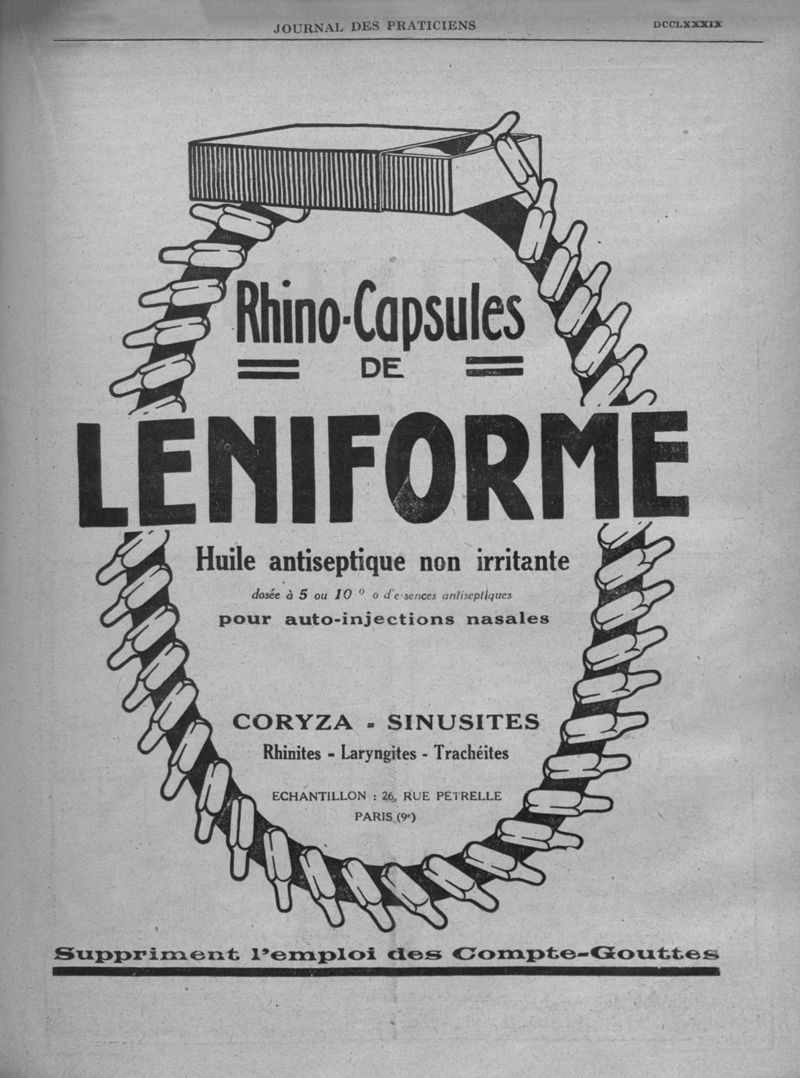 JOURNAL DES PRATICIENS
DCCLXXXIX
Rhino-Capsules
DE
LENIFORME
Huile antiseptique non irritante
dosée à 5 ou 10 º o d'e sences antiseptiques
pour auto-injections nasales
CORYZA - SINUSITES
Rhinites - Laryngites - Trachéites
ECHANTILLON : 26, RUE PÉTRELLE
PARIS (9e)
Suppriment l'emploi des Compte-Gouttes